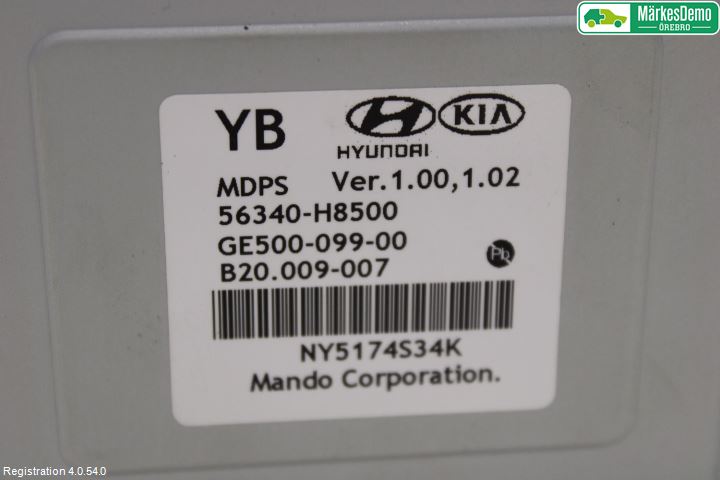 MärkesDemo
ÖREBRO
YB
HYUNDAI
KIA
MDPS Ver.1.00,1.02
56340-H8500
GE500-099-00
B20.009-007
Pb
NY5174S34K
Mando Corporation.
Registration 4.0.54.0